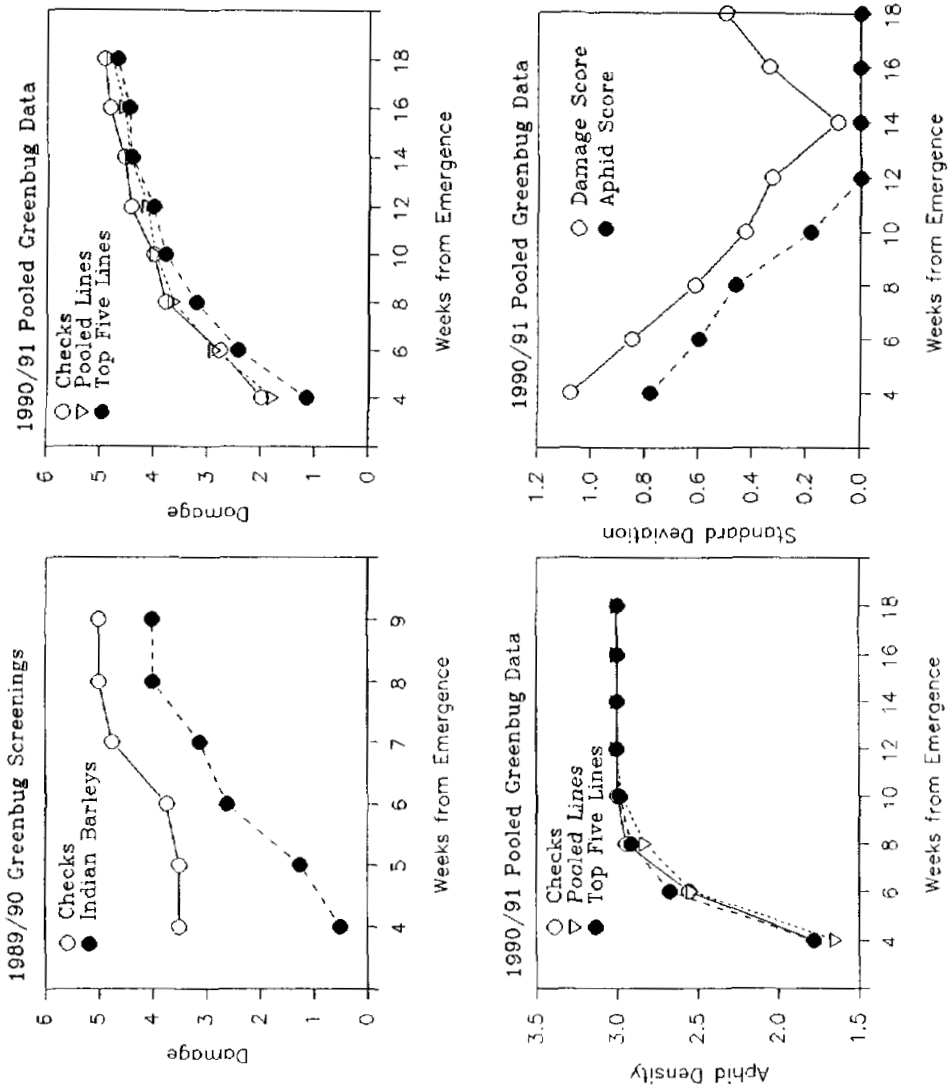 1989/90 Greenbug Screenings
Checks
Indian Barleys
6
5
4
3
2
1
0
Damage
4
5
6
7
8
9
Weeks from Emergence
1990/91 Pooled Greenbug Data
Checks
Pooled Lines
Top Five Lines
6
5
4
3
2
1
0
Damage
4
6
8
10
12
14
16
18
Weeks from Emergence
1990/91 Pooled Greenbug Data
Checks
Pooled Lines
Top Five Lines
3.5
3.0
2.5
2.0
1.5
Aphid Density
4
6
8
10
12
14
16
18
Weeks from Emergence
1990/91 Pooled Greenbug Data
Damage Score
Aphid Score
1.2
1.0
0.8
0.6
0.4
0.2
0.0
Standard Deviation
4
6
8
10
12
14
16
18
Weeks from Emergence